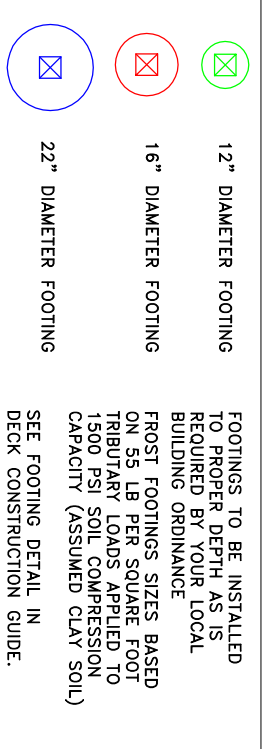 12" DIAMETER FOOTING
16" DIAMETER FOOTING
22" DIAMETER FOOTING
FOOTINGS TO BE INSTALLED
TO PROPER DEPTH AS IS
REQUIRED BY YOUR LOCAL
BUILDING ORDINANCE
FROST FOOTINGS SIZES BASED
ON 55 LB PER SQUARE FOOT
TRIBUTARY LOADS APPLIED TO
1500 PSI SOIL COMPRESSION
CAPACITY (ASSUMED CLAY SOIL)
SEE FOOTING DETAIL IN
DECK CONSTRUCTION GUIDE.